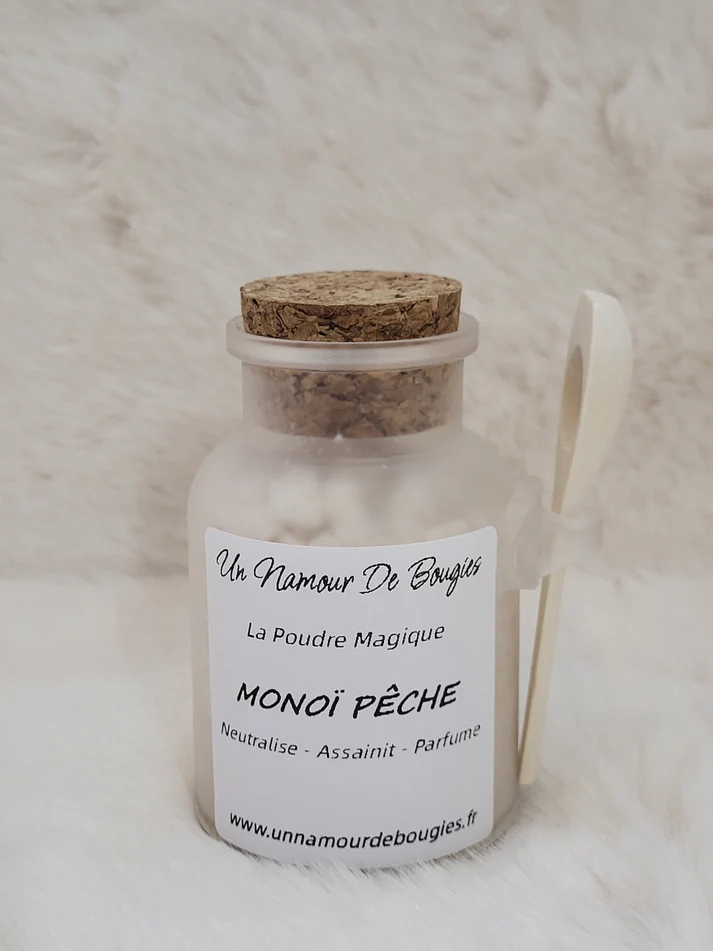 Un Namour De Bougies
La Poudre Magique
MONOÏ PÊCHE
Neutralise - Assainit - Parfume
www.unnamourdebougies.fr